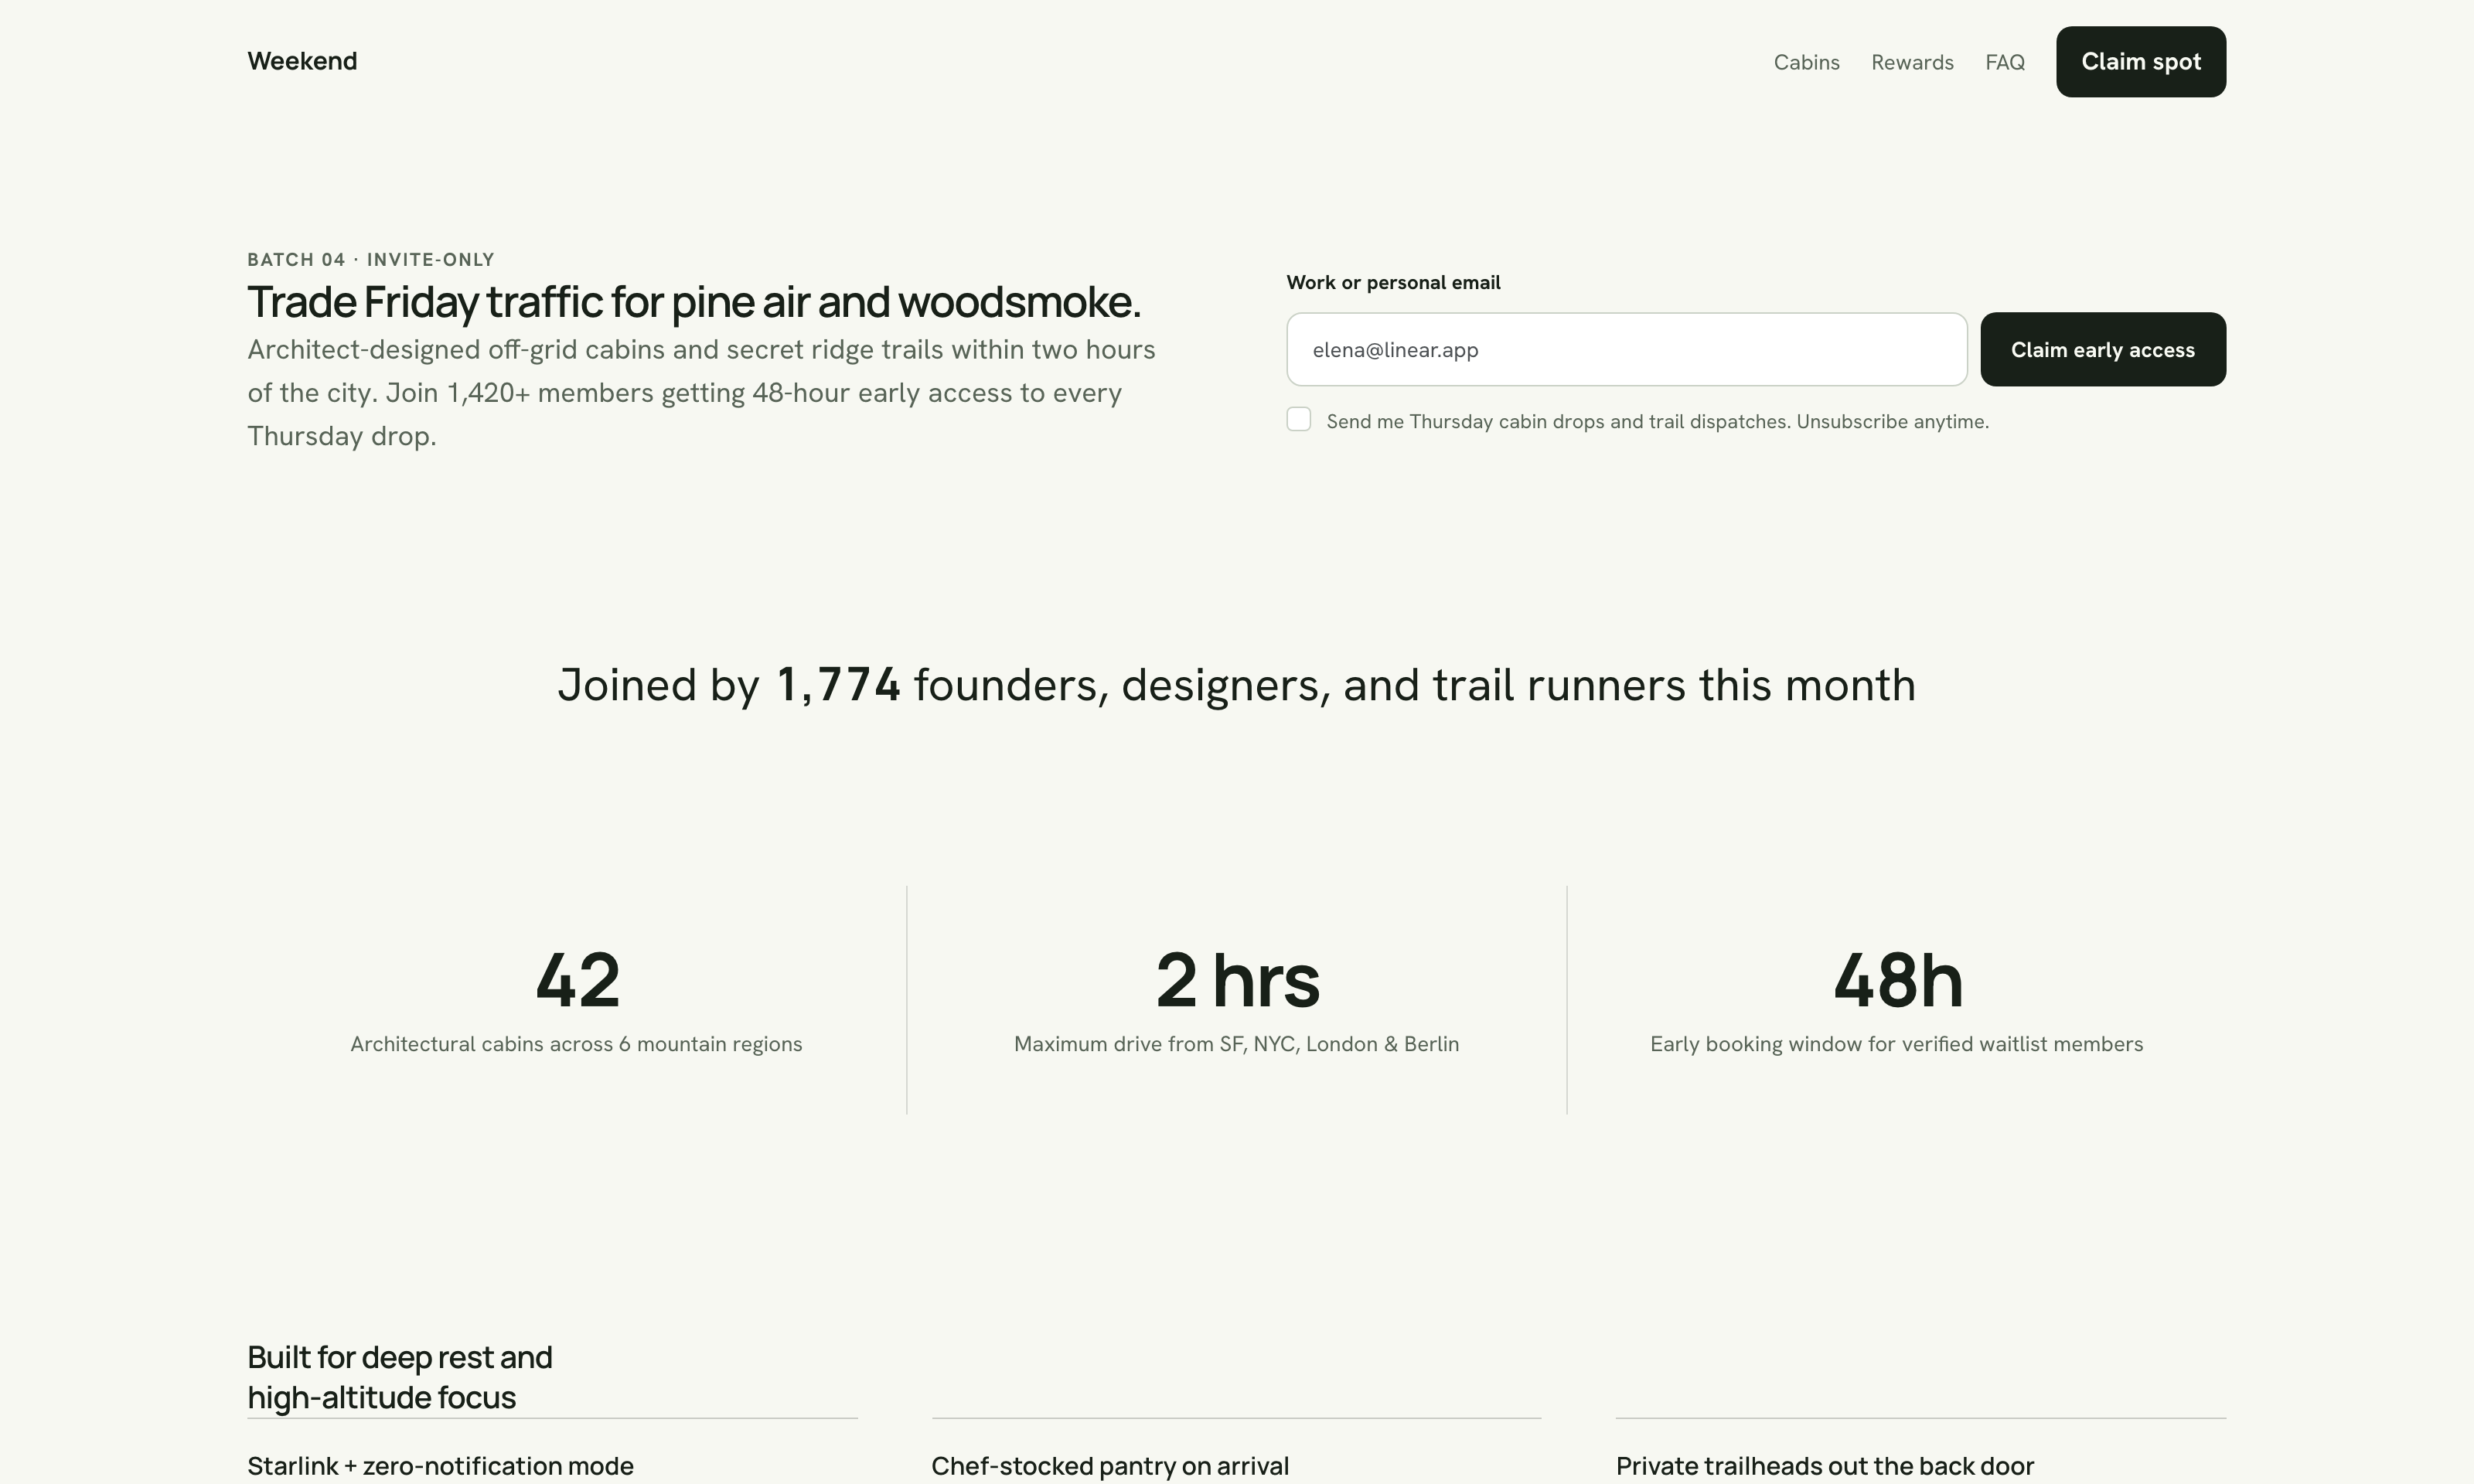 Weekend
Cabins
Rewards
FAQ
Claim spot
BATCH 04 · INVITE-ONLY
Trade Friday traffic for pine air and woodsmoke.
Architect-designed off-grid cabins and secret ridge trails within two hours
of the city. Join 1,420+ members getting 48-hour early access to every
Thursday drop.
Work or personal email
elena@linear.app
Claim early access
Send me Thursday cabin drops and trail dispatches. Unsubscribe anytime.
Joined by 1,774 founders, designers, and trail runners this month
42
Architectural cabins across 6 mountain regions
2 hrs
Maximum drive from SF, NYC, London & Berlin
48h
Early booking window for verified waitlist members
Built for deep rest and
high-altitude focus
Starlink + zero-notification mode
Chef-stocked pantry on arrival
Private trailheads out the back door